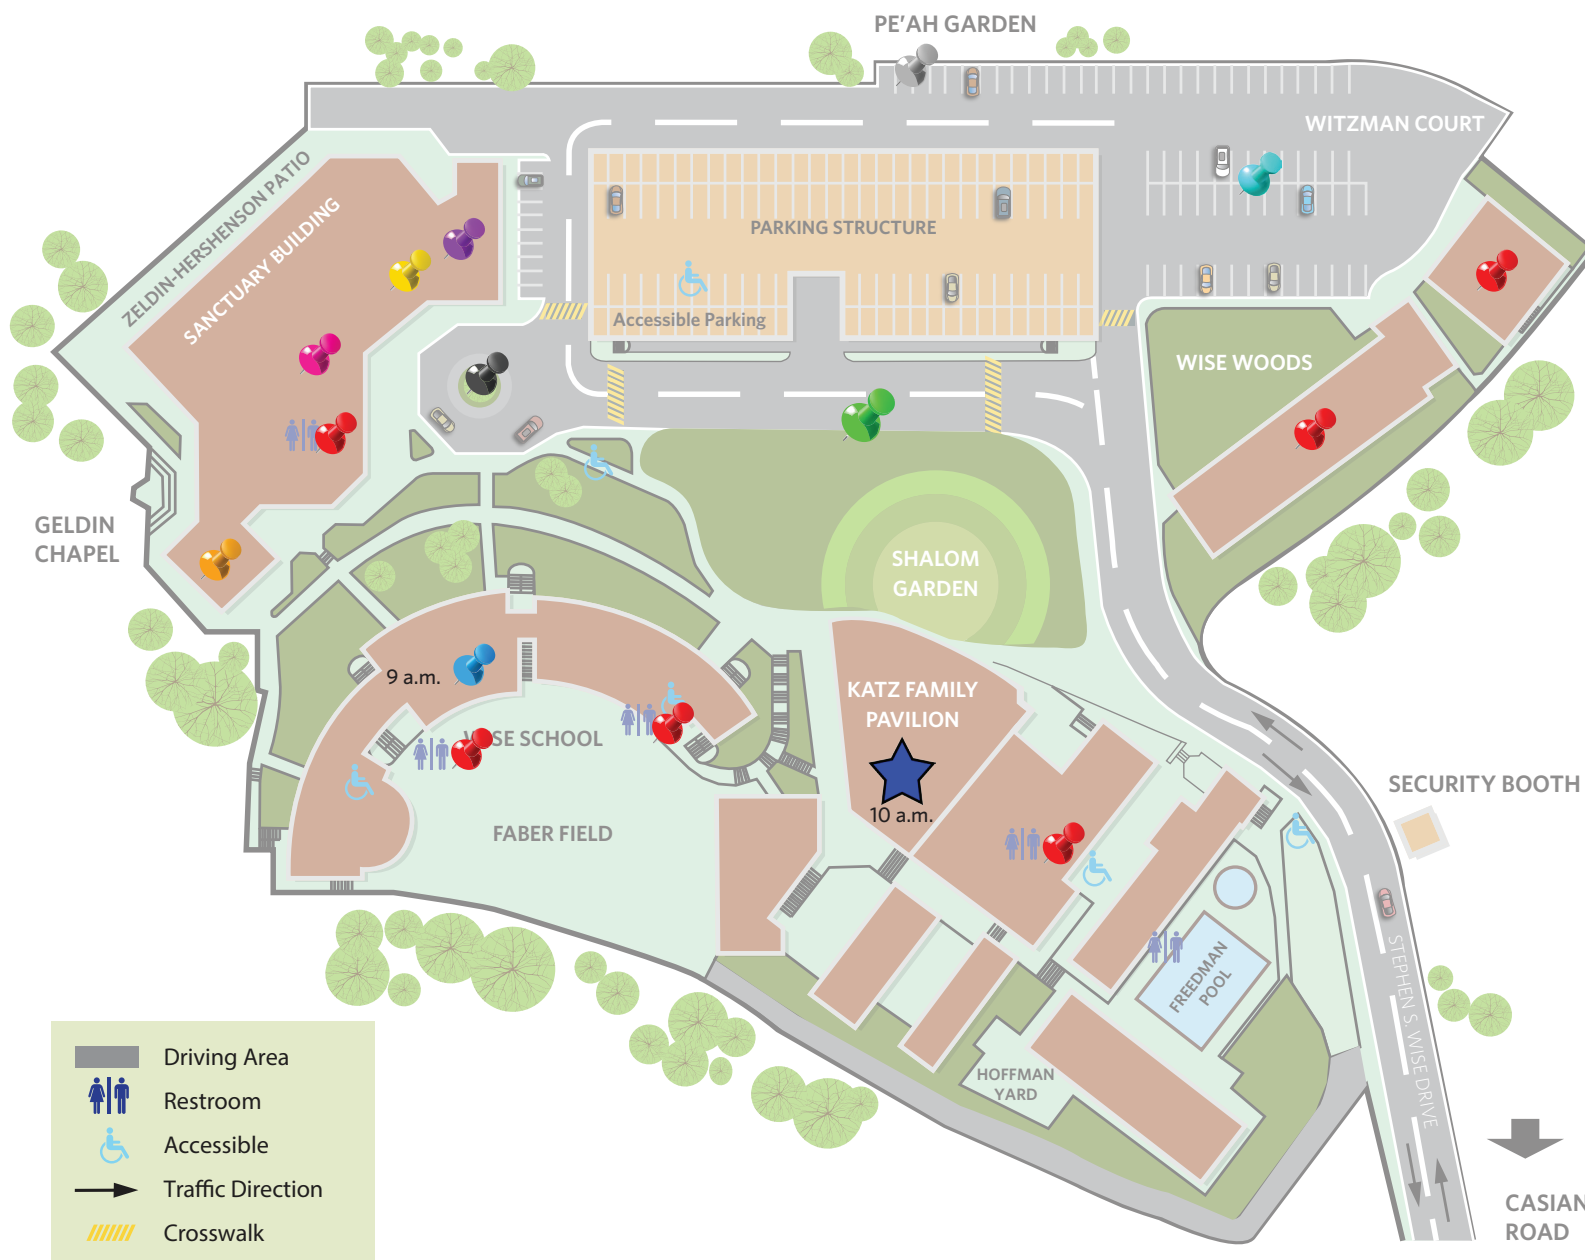 PE'AH GARDEN
WITZMAN COURT
ZELDIN-HERSHENSON PATIO
SANCTUARY BUILDING
PARKING STRUCTURE
Accessible Parking
WISE WOODS
GELDIN
CHAPEL
SHALOM
GARDEN
9 a.m.
KATZ FAMILY
PAVILION
WISE SCHOOL
10 a.m.
SECURITY BOOTH
FABER FIELD
FREEDMAN
POOL
STEPHEN S. WISE DRIVE
HOFFMAN
YARD
Driving Area
Restroom
Accessible
Traffic Direction
Crosswalk
CASIAN
ROAD